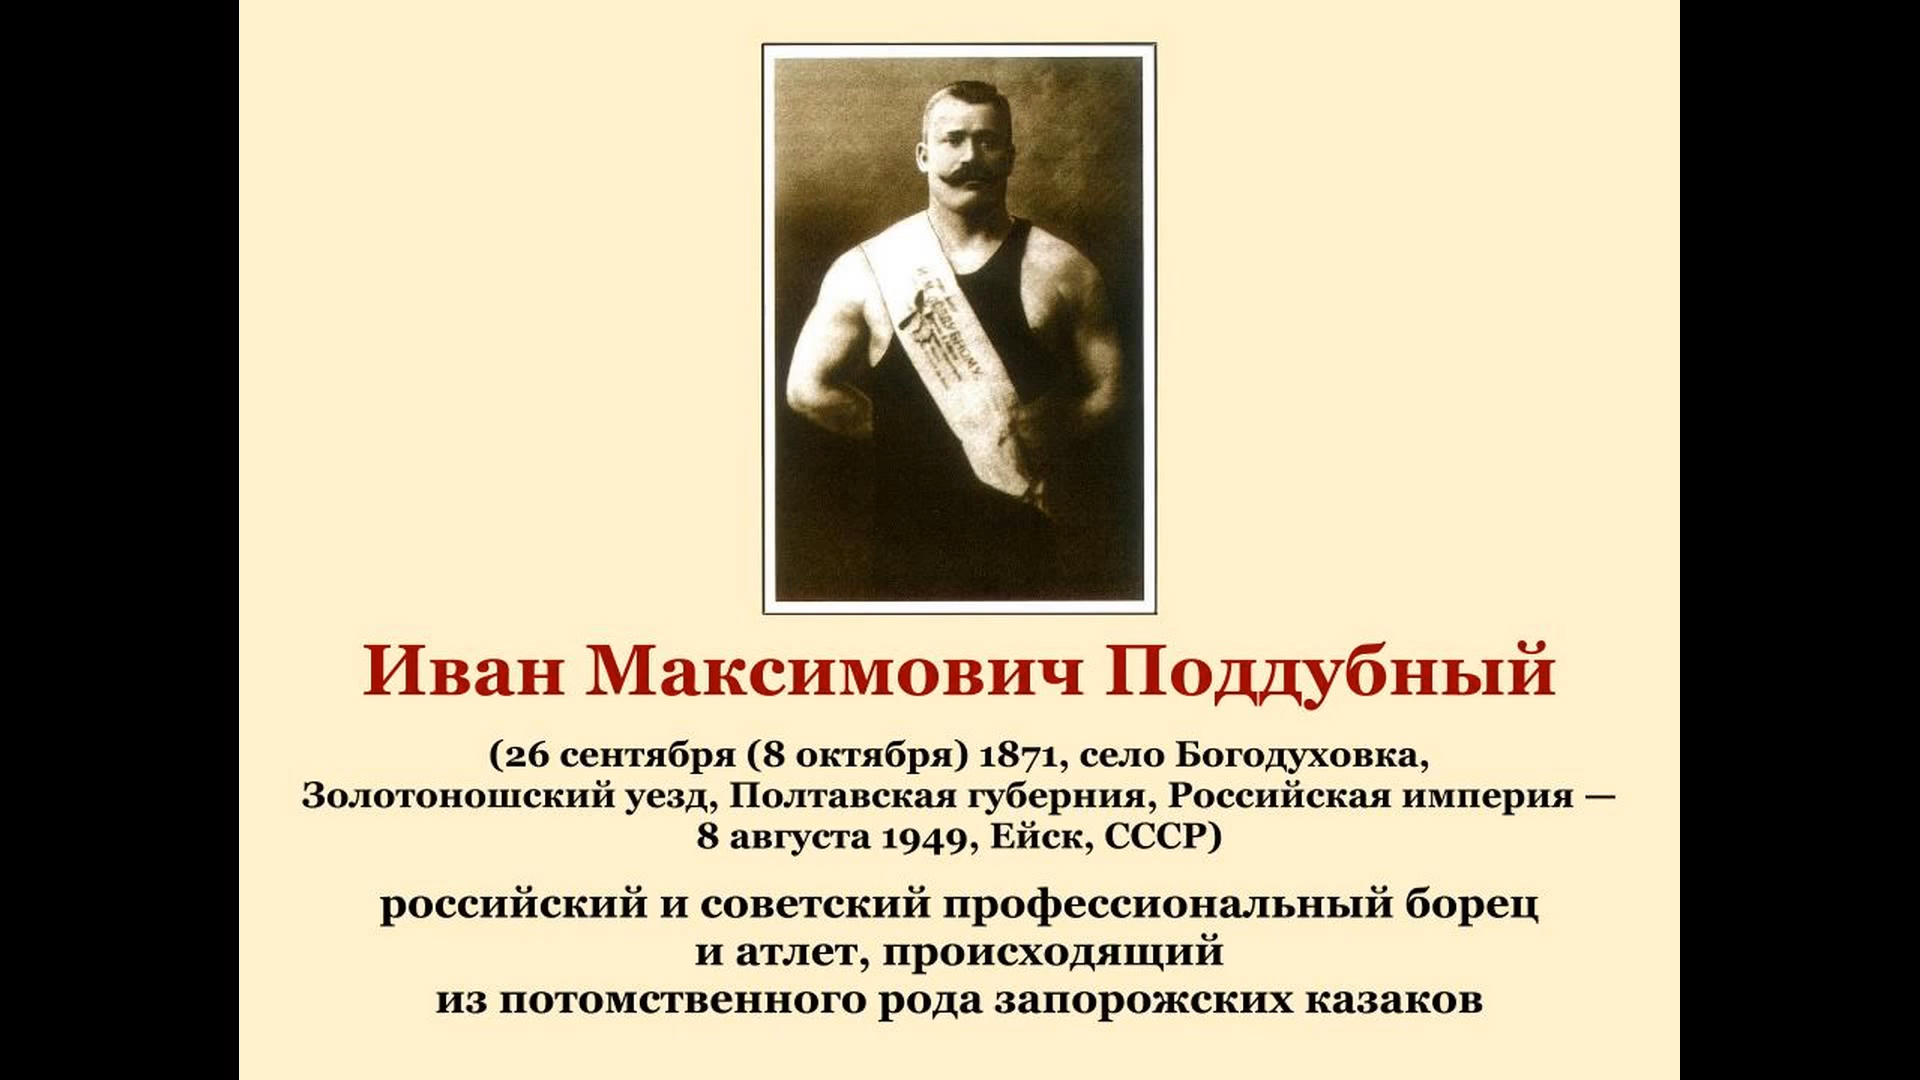 ПОДДУБНОМУ
Иван Максимович Поддубный
(26 сентября (8 октября) 1871, село Богодуховка,
Золотоношский уезд, Полтавская губерния, Российская империя —
8 августа 1949, Ейск, СССР)
российский и советский профессиональный борец
и атлет, происходящий
из потомственного рода запорожских казаков